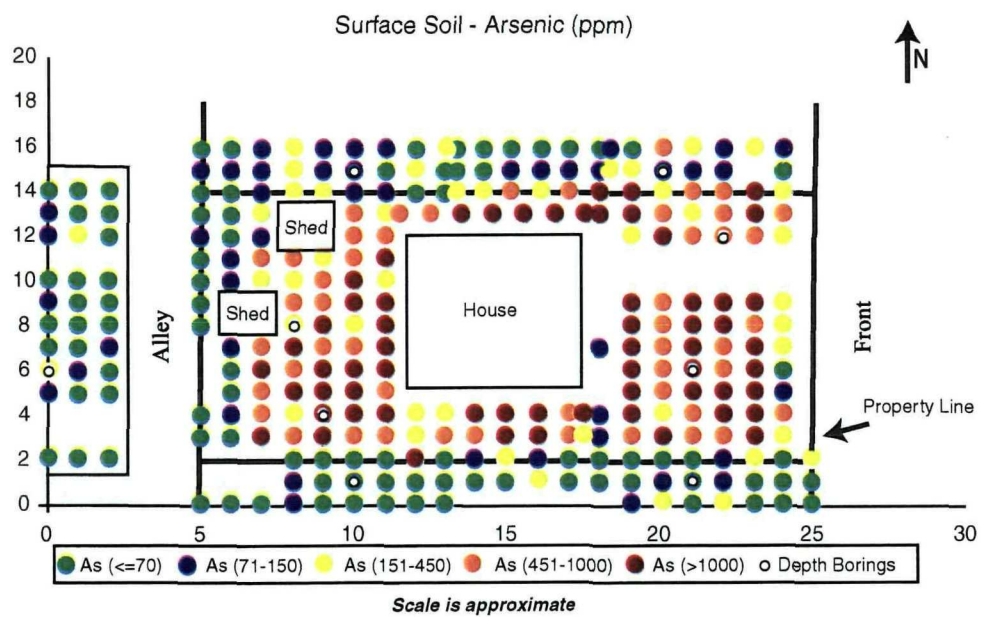 Surface Soil - Arsenic (ppm)
N
20
18
16
14
12
10
8
6
4
2
0
Shed
Shed
House
Alley
Front
Property Line
0 5 10 15 20 25 30
As (<=70) As (71-150) As (151-450) As (451-1000) As (>1000) Depth Borings
Scale is approximate